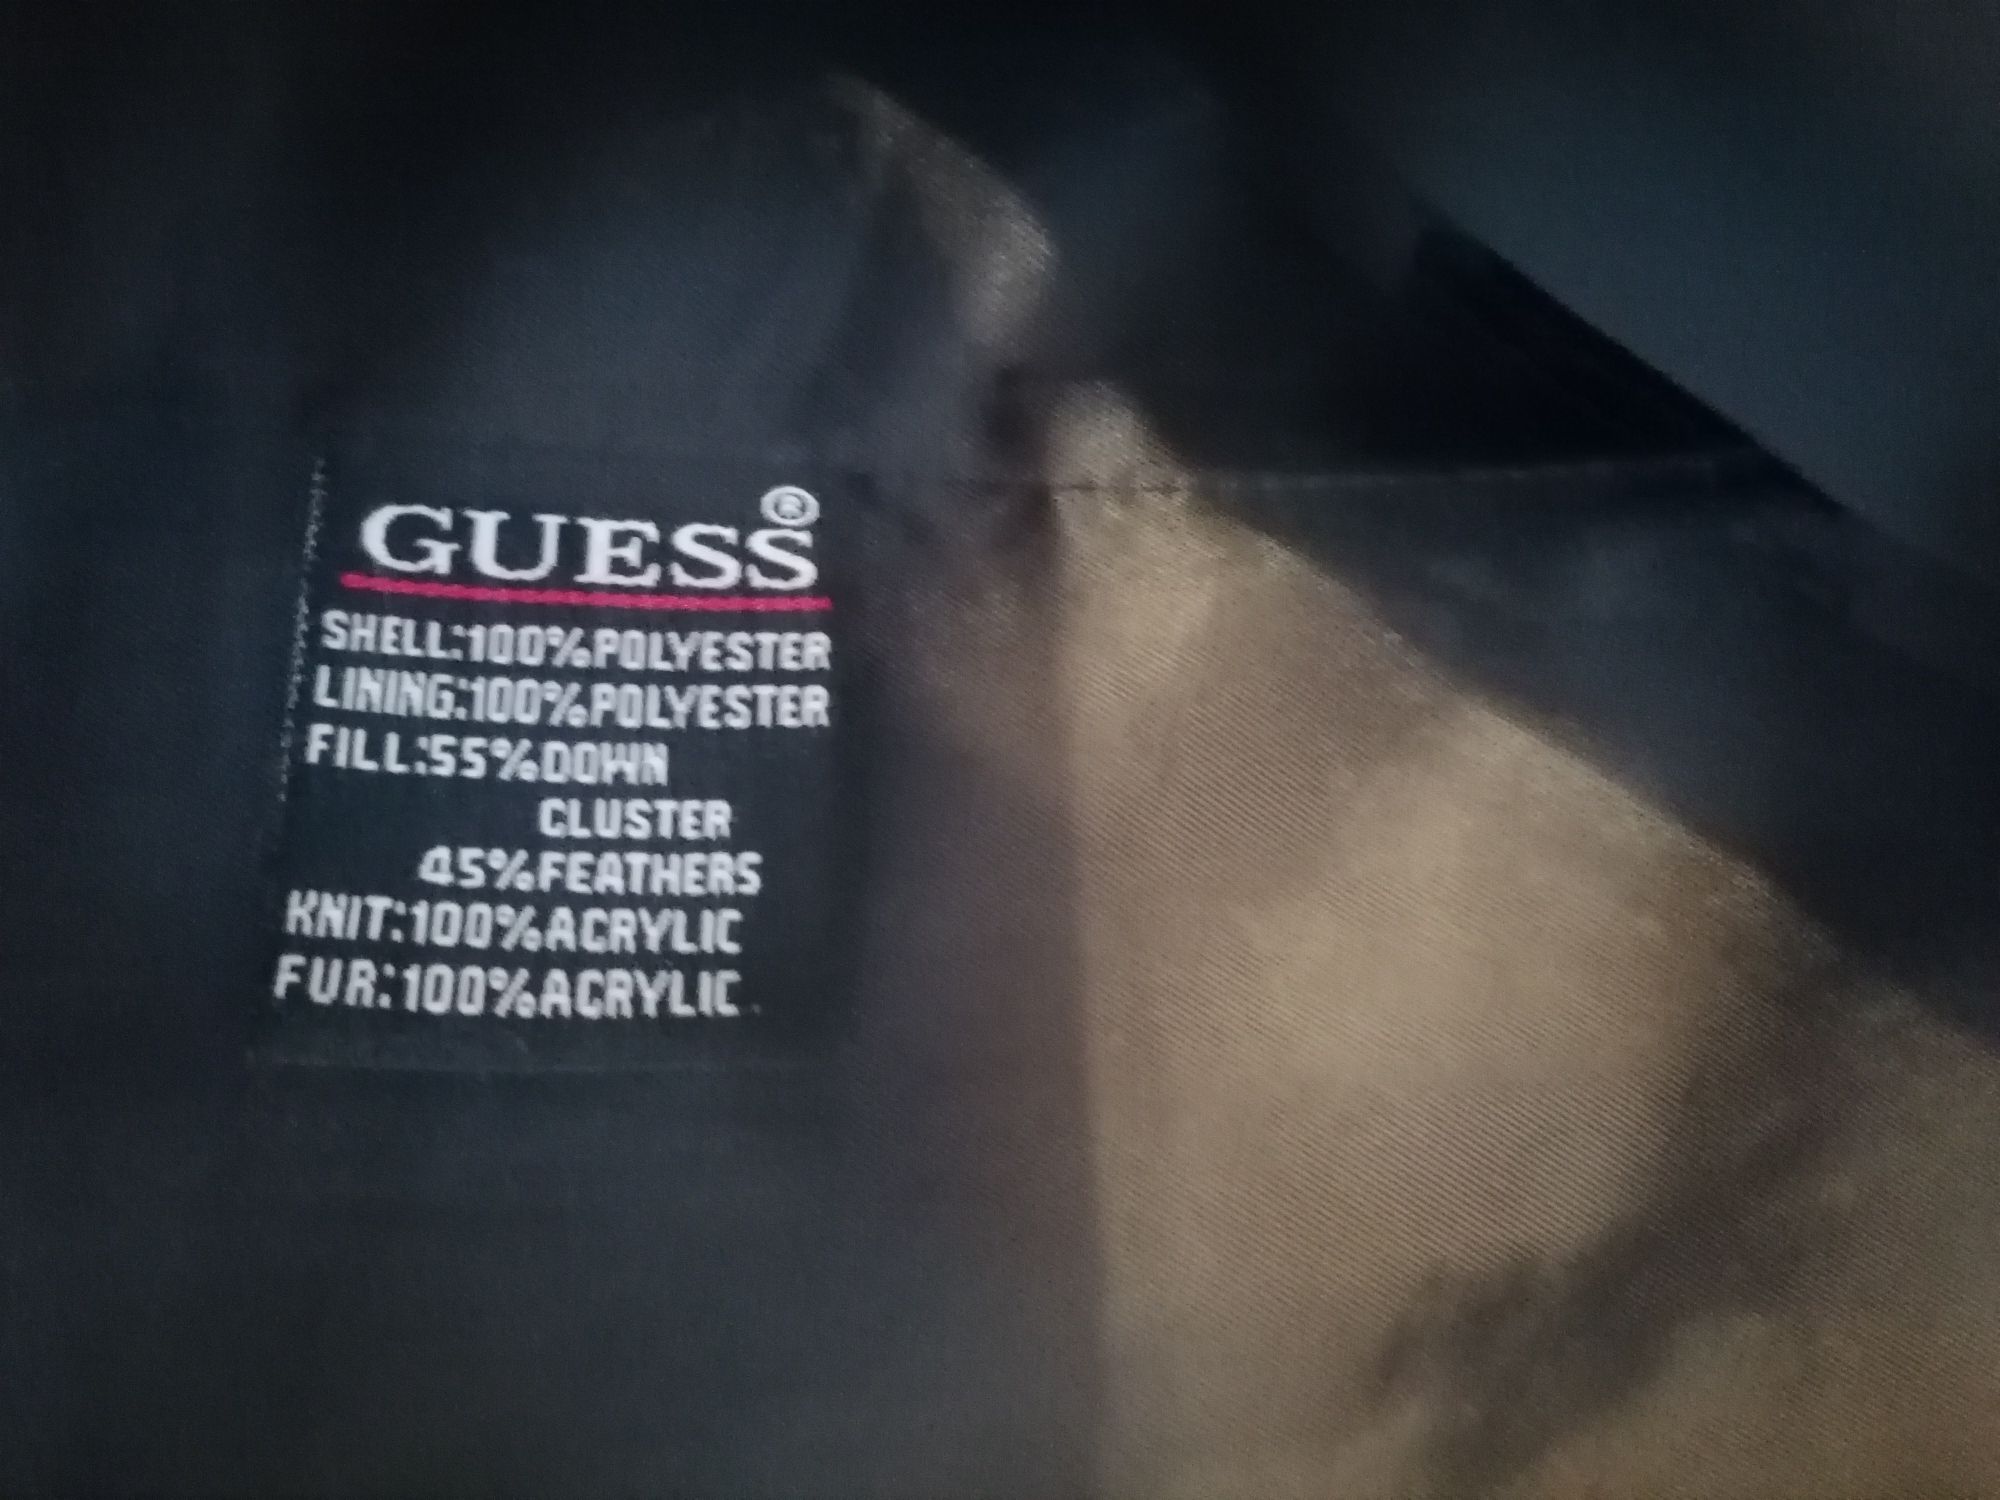 GUESS®
SHELL:100%POLYESTER
LINING:100%POLYESTER
FILL:55%DOWN
CLUSTER
45%FEATHERS
KNIT:100%ACRYLIC
FUR:100%ACRYLIC